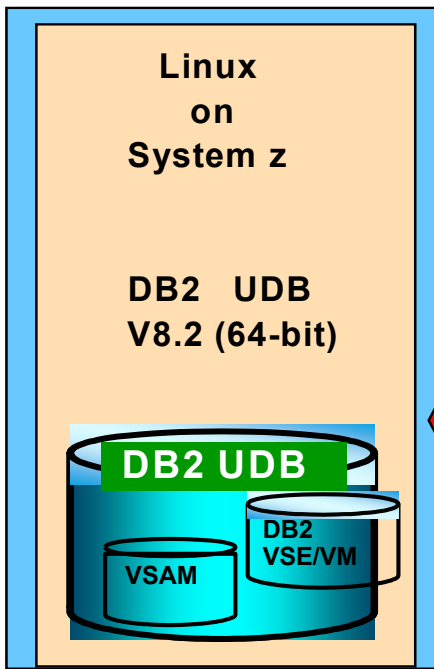 Linux
on
System z
DB2 UDB
V8.2 (64-bit)
DB2 UDB
DB2
VSE/VM
VSAM